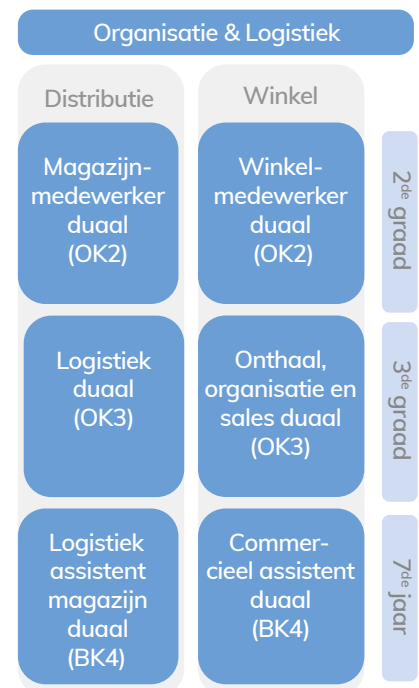 Organisatie & Logistiek
Distributie
Winkel
Magazijn-
medewerker
duaal
(OK2)
Winkel-
medewerker
duaal
(OK2)
2de graad
Logistiek
duaal
(OK3)
Onthaal,
organisatie en
sales duaal
(OK3)
3de graad
Logistiek
assistent
magazijn
duaal
(BK4)
Commer-
cieel assistent
duaal
(BK4)
7de jaar